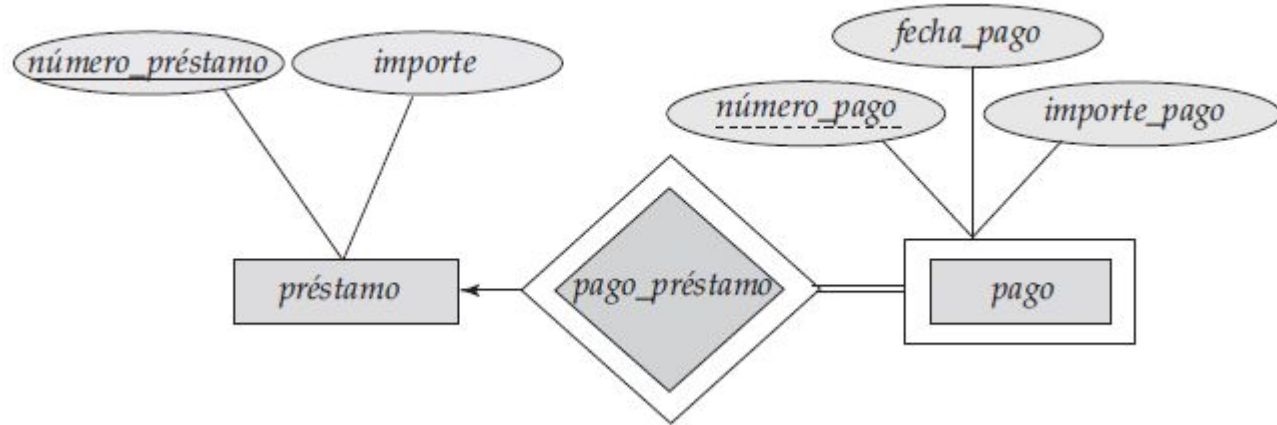 fecha_pago
número_préstamo
importe
número_pago
importe_pago
préstamo
pago_préstamo
pago